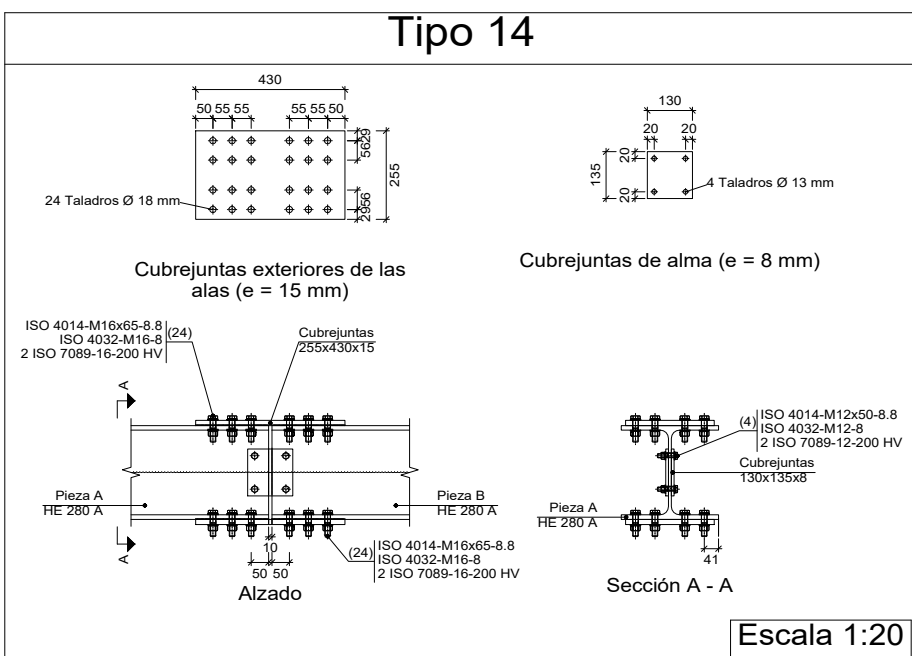 Tipo 14
430
50 55 55
55 55 50
5629
255
2956
24 Taladros Ø 18 mm
Cubrejuntas exteriores de las
alas (e = 15 mm)
130
20
20
20
135
20
4 Taladros Ø 13 mm
Cubrejuntas de alma (e = 8 mm)
ISO 4014-M16x65-8.8
ISO 4032-M16-8
2 ISO 7089-16-200 HV
(24)
Cubrejuntas
255x430x15
A
Pieza A
HE 280 A
Pieza B
HE 280 A
A
10
50
50
(24)
ISO 4014-M16x65-8.8
ISO 4032-M16-8
2 ISO 7089-16-200 HV
Alzado
(4)
ISO 4014-M12x50-8.8
ISO 4032-M12-8
2 ISO 7089-12-200 HV
Cubrejuntas
130x135x8
Pieza A
HE 280 A
41
Sección A - A
Escala 1:20